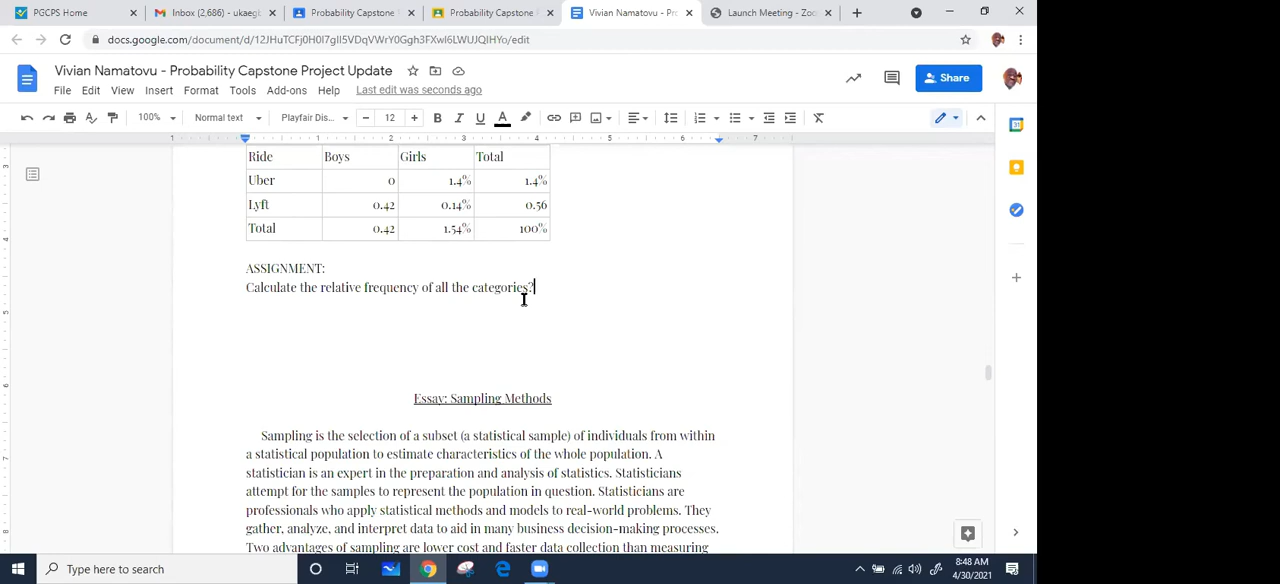 PGCPS Home
Inbox (2,686) - ukaegb
Probability Capstone
Probability Capstone
Vivian Namatovu - Pr
Launch Meeting - Zoo
docs.google.com/document/d/12JHuTCFj0H0I7gII5VDqVWrY0Ggh3FXwI6LWUJQIHYo/edit
Vivian Namatovu - Probability Capstone Project Update
File Edit View Insert Format Tools Add-ons Help Last edit was seconds ago
Share
100% Normal text Playfair Dis... 12
1 1 2 3 4 5 6 7
Ride Boys Girls Total
Uber 0 1.4% 1.4%
Lyft 0.42 0.14% 0.56
Total 0.42 1.54% 100%
ASSIGNMENT:
Calculate the relative frequency of all the categories?
Essay: Sampling Methods
Sampling is the selection of a subset (a statistical sample) of individuals from within
a statistical population to estimate characteristics of the whole population. A
statistician is an expert in the preparation and analysis of statistics. Statisticians
attempt for the samples to represent the population in question. Statisticians are
professionals who apply statistical methods and models to real-world problems. They
gather, analyze, and interpret data to aid in many business decision-making processes.
Two advantages of sampling are lower cost and faster data collection than measuring
Type here to search
8:48 AM
4/30/2021